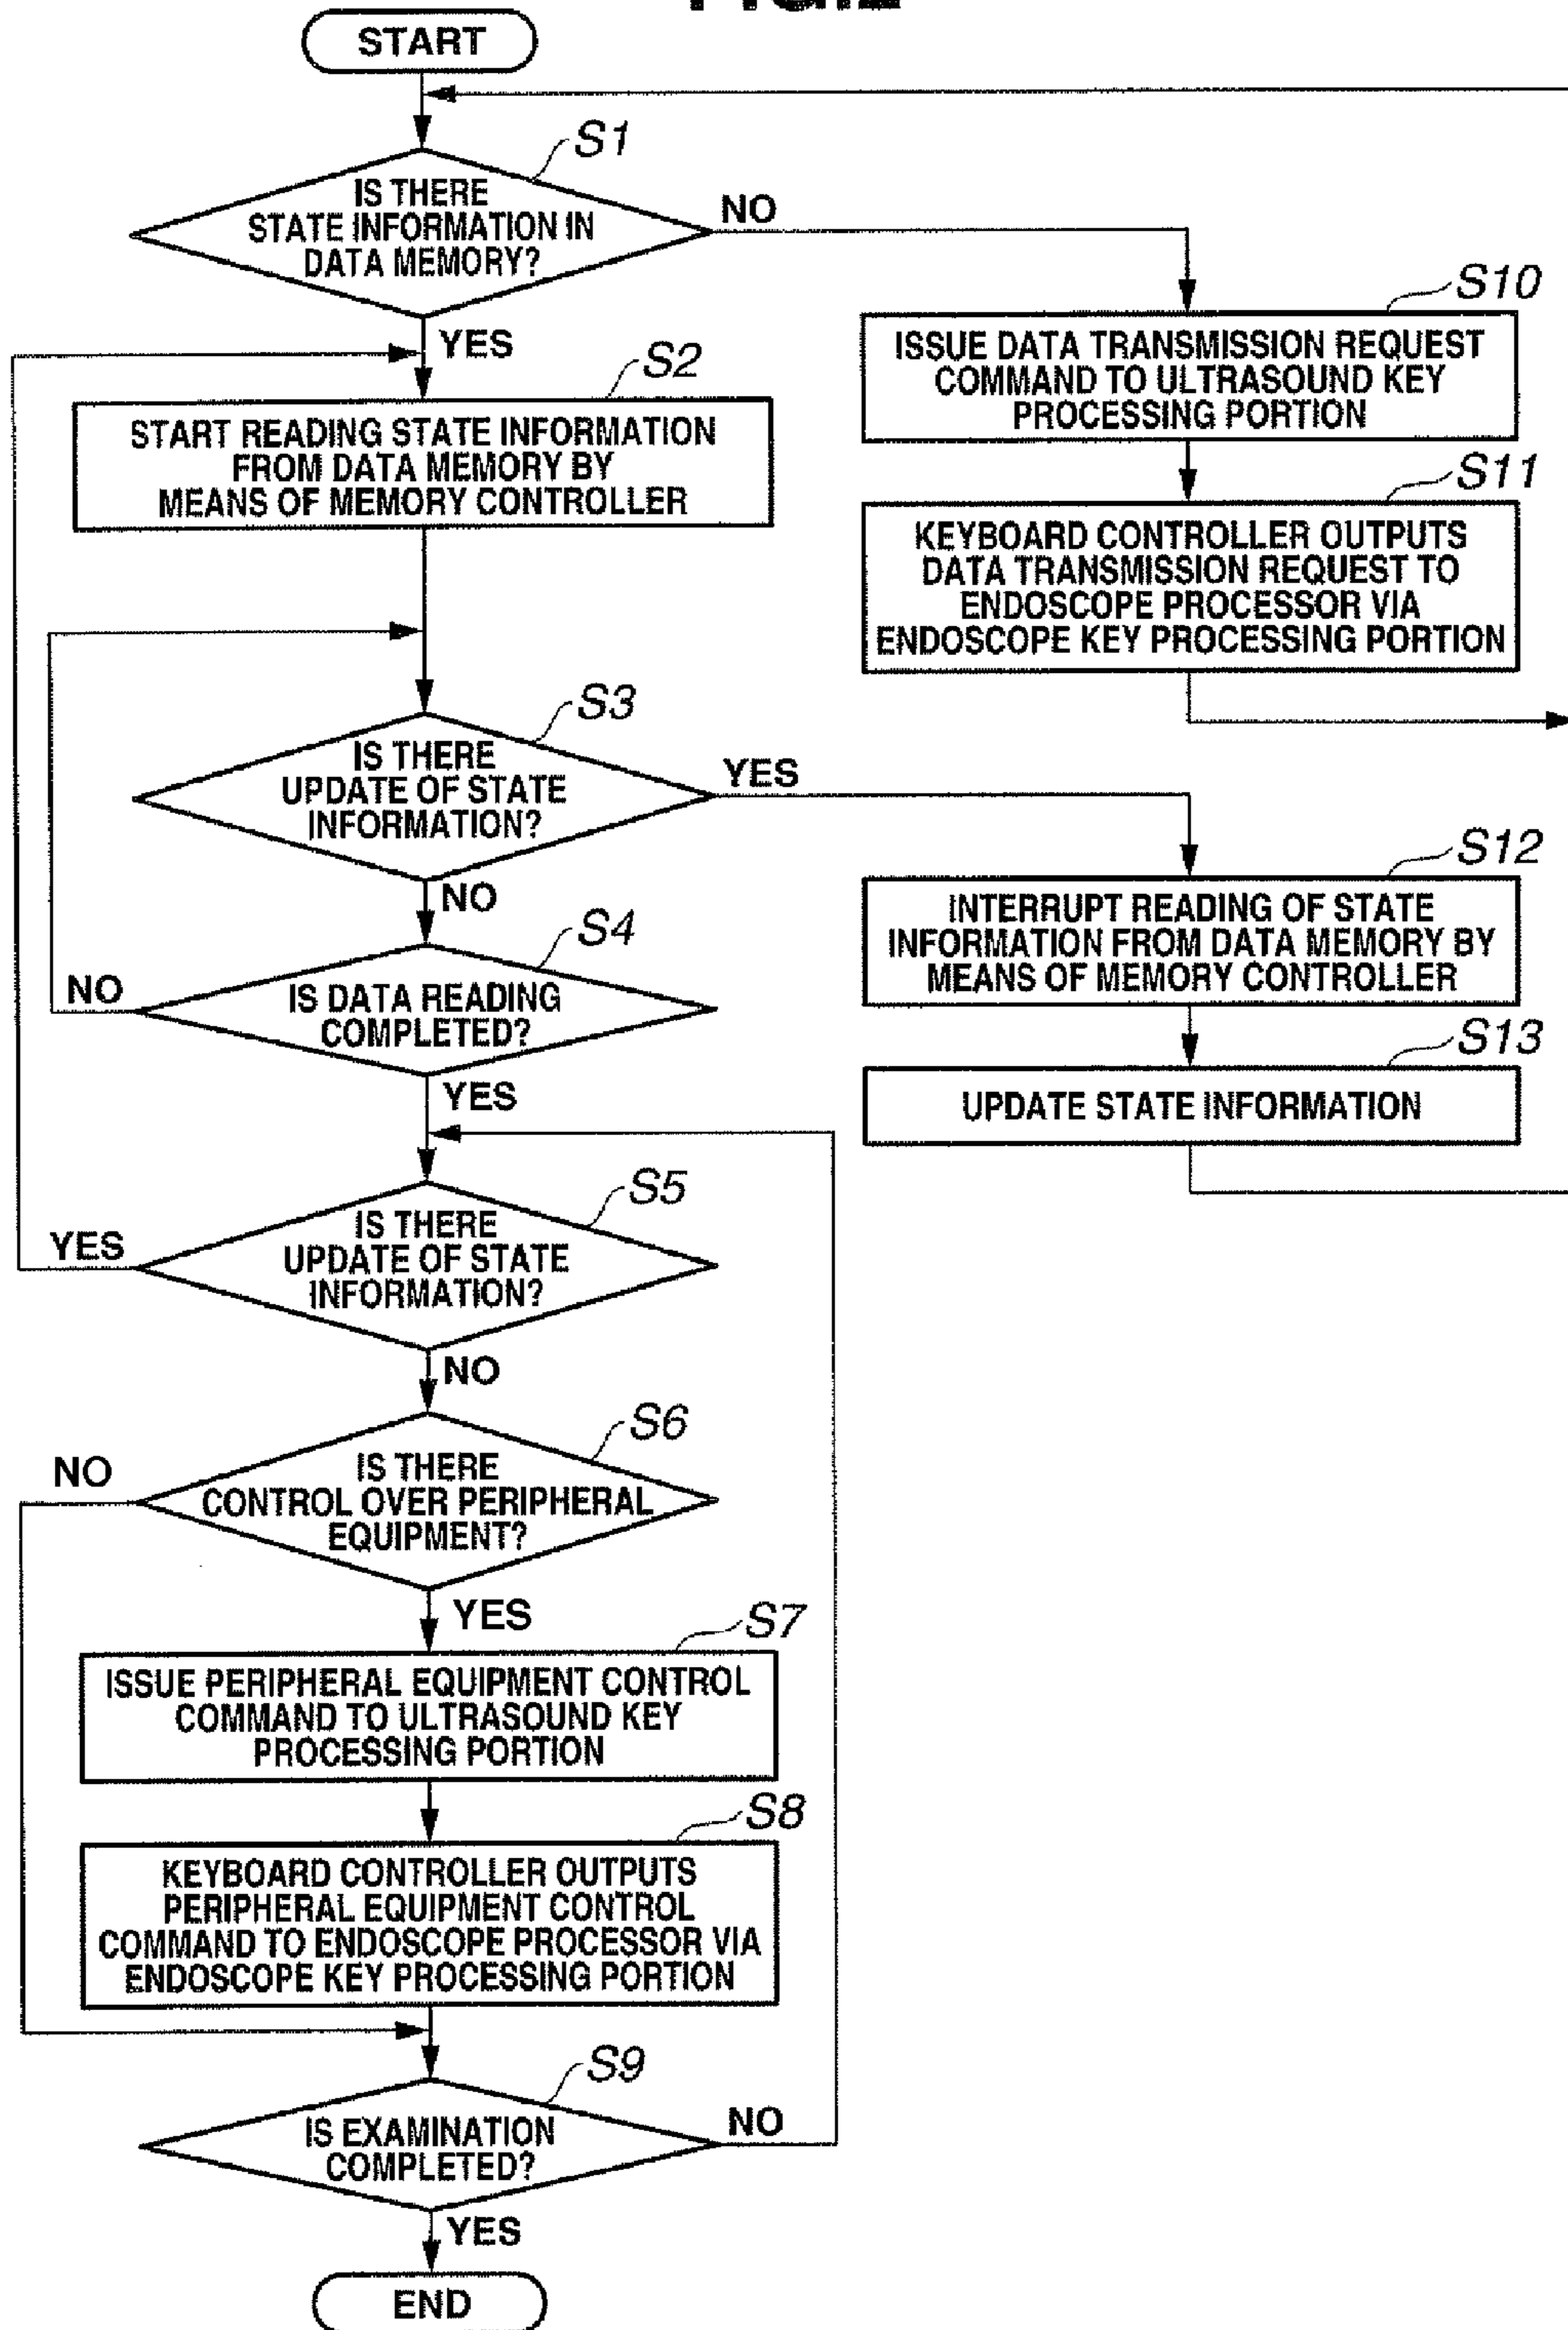 START
S1
IS THERE
STATE INFORMATION IN
DATA MEMORY?
NO
YES
S10
ISSUE DATA TRANSMISSION REQUEST
COMMAND TO ULTRASOUND KEY
PROCESSING PORTION
S2
START READING STATE INFORMATION
FROM DATA MEMORY BY
MEANS OF MEMORY CONTROLLER
S11
KEYBOARD CONTROLLER OUTPUTS
DATA TRANSMISSION REQUEST TO
ENDOSCOPE PROCESSOR VIA
ENDOSCOPE KEY PROCESSING PORTION
S3
IS THERE
UPDATE OF STATE
INFORMATION?
YES
NO
S12
INTERRUPT READING OF STATE
INFORMATION FROM DATA MEMORY BY
MEANS OF MEMORY CONTROLLER
S4
IS DATA READING
COMPLETED?
NO
YES
S13
UPDATE STATE INFORMATION
S5
IS THERE
UPDATE OF STATE
INFORMATION?
YES
NO
S6
IS THERE
CONTROL OVER PERIPHERAL
EQUIPMENT?
NO
YES
S7
ISSUE PERIPHERAL EQUIPMENT CONTROL
COMMAND TO ULTRASOUND KEY
PROCESSING PORTION
S8
KEYBOARD CONTROLLER OUTPUTS
PERIPHERAL EQUIPMENT CONTROL
COMMAND TO ENDOSCOPE PROCESSOR VIA
ENDOSCOPE KEY PROCESSING PORTION
S9
IS EXAMINATION
COMPLETED?
NO
YES
END